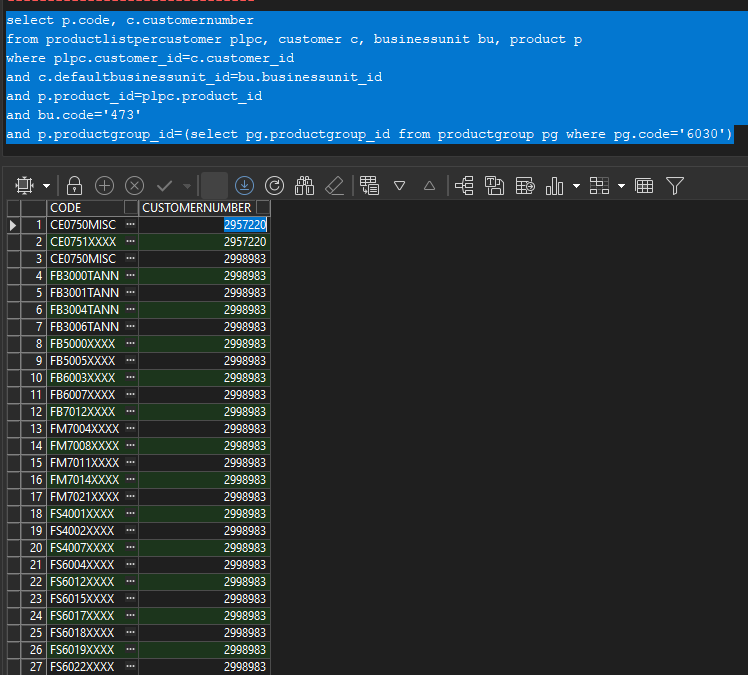 select p.code, c.customernumber
from productlistpercustomer plpc, customer c, businessunit bu, product p
where plpc.customer_id=c.customer_id
and c.defaultbusinessunit_id=bu.businessunit_id
and p.product_id=plpc.product_id
and bu.code='473'
and p.productgroup_id=(select pg.productgroup_id from productgroup pg where pg.code='6030')
CODE CUSTOMERNUMBER
1 CE0750MISC ... 2957220
2 CE0751XXXX ... 2957220
3 CE0750MISC ... 2998983
4 FB3000TANN ... 2998983
5 FB3001TANN ... 2998983
6 FB3004TANN ... 2998983
7 FB3006TANN ... 2998983
8 FB5000XXXX ... 2998983
9 FB5005XXXX ... 2998983
10 FB6003XXXX ... 2998983
11 FB6007XXXX ... 2998983
12 FB7012XXXX ... 2998983
13 FM7004XXXX ... 2998983
14 FM7008XXXX ... 2998983
15 FM7011XXXX ... 2998983
16 FM7014XXXX ... 2998983
17 FM7021XXXX ... 2998983
18 FS4001XXXX ... 2998983
19 FS4002XXXX ... 2998983
20 FS4007XXXX ... 2998983
21 FS6004XXXX ... 2998983
22 FS6012XXXX ... 2998983
23 FS6015XXXX ... 2998983
24 FS6017XXXX ... 2998983
25 FS6018XXXX ... 2998983
26 FS6019XXXX ... 2998983
27 FS6022XXXX ... 2998983